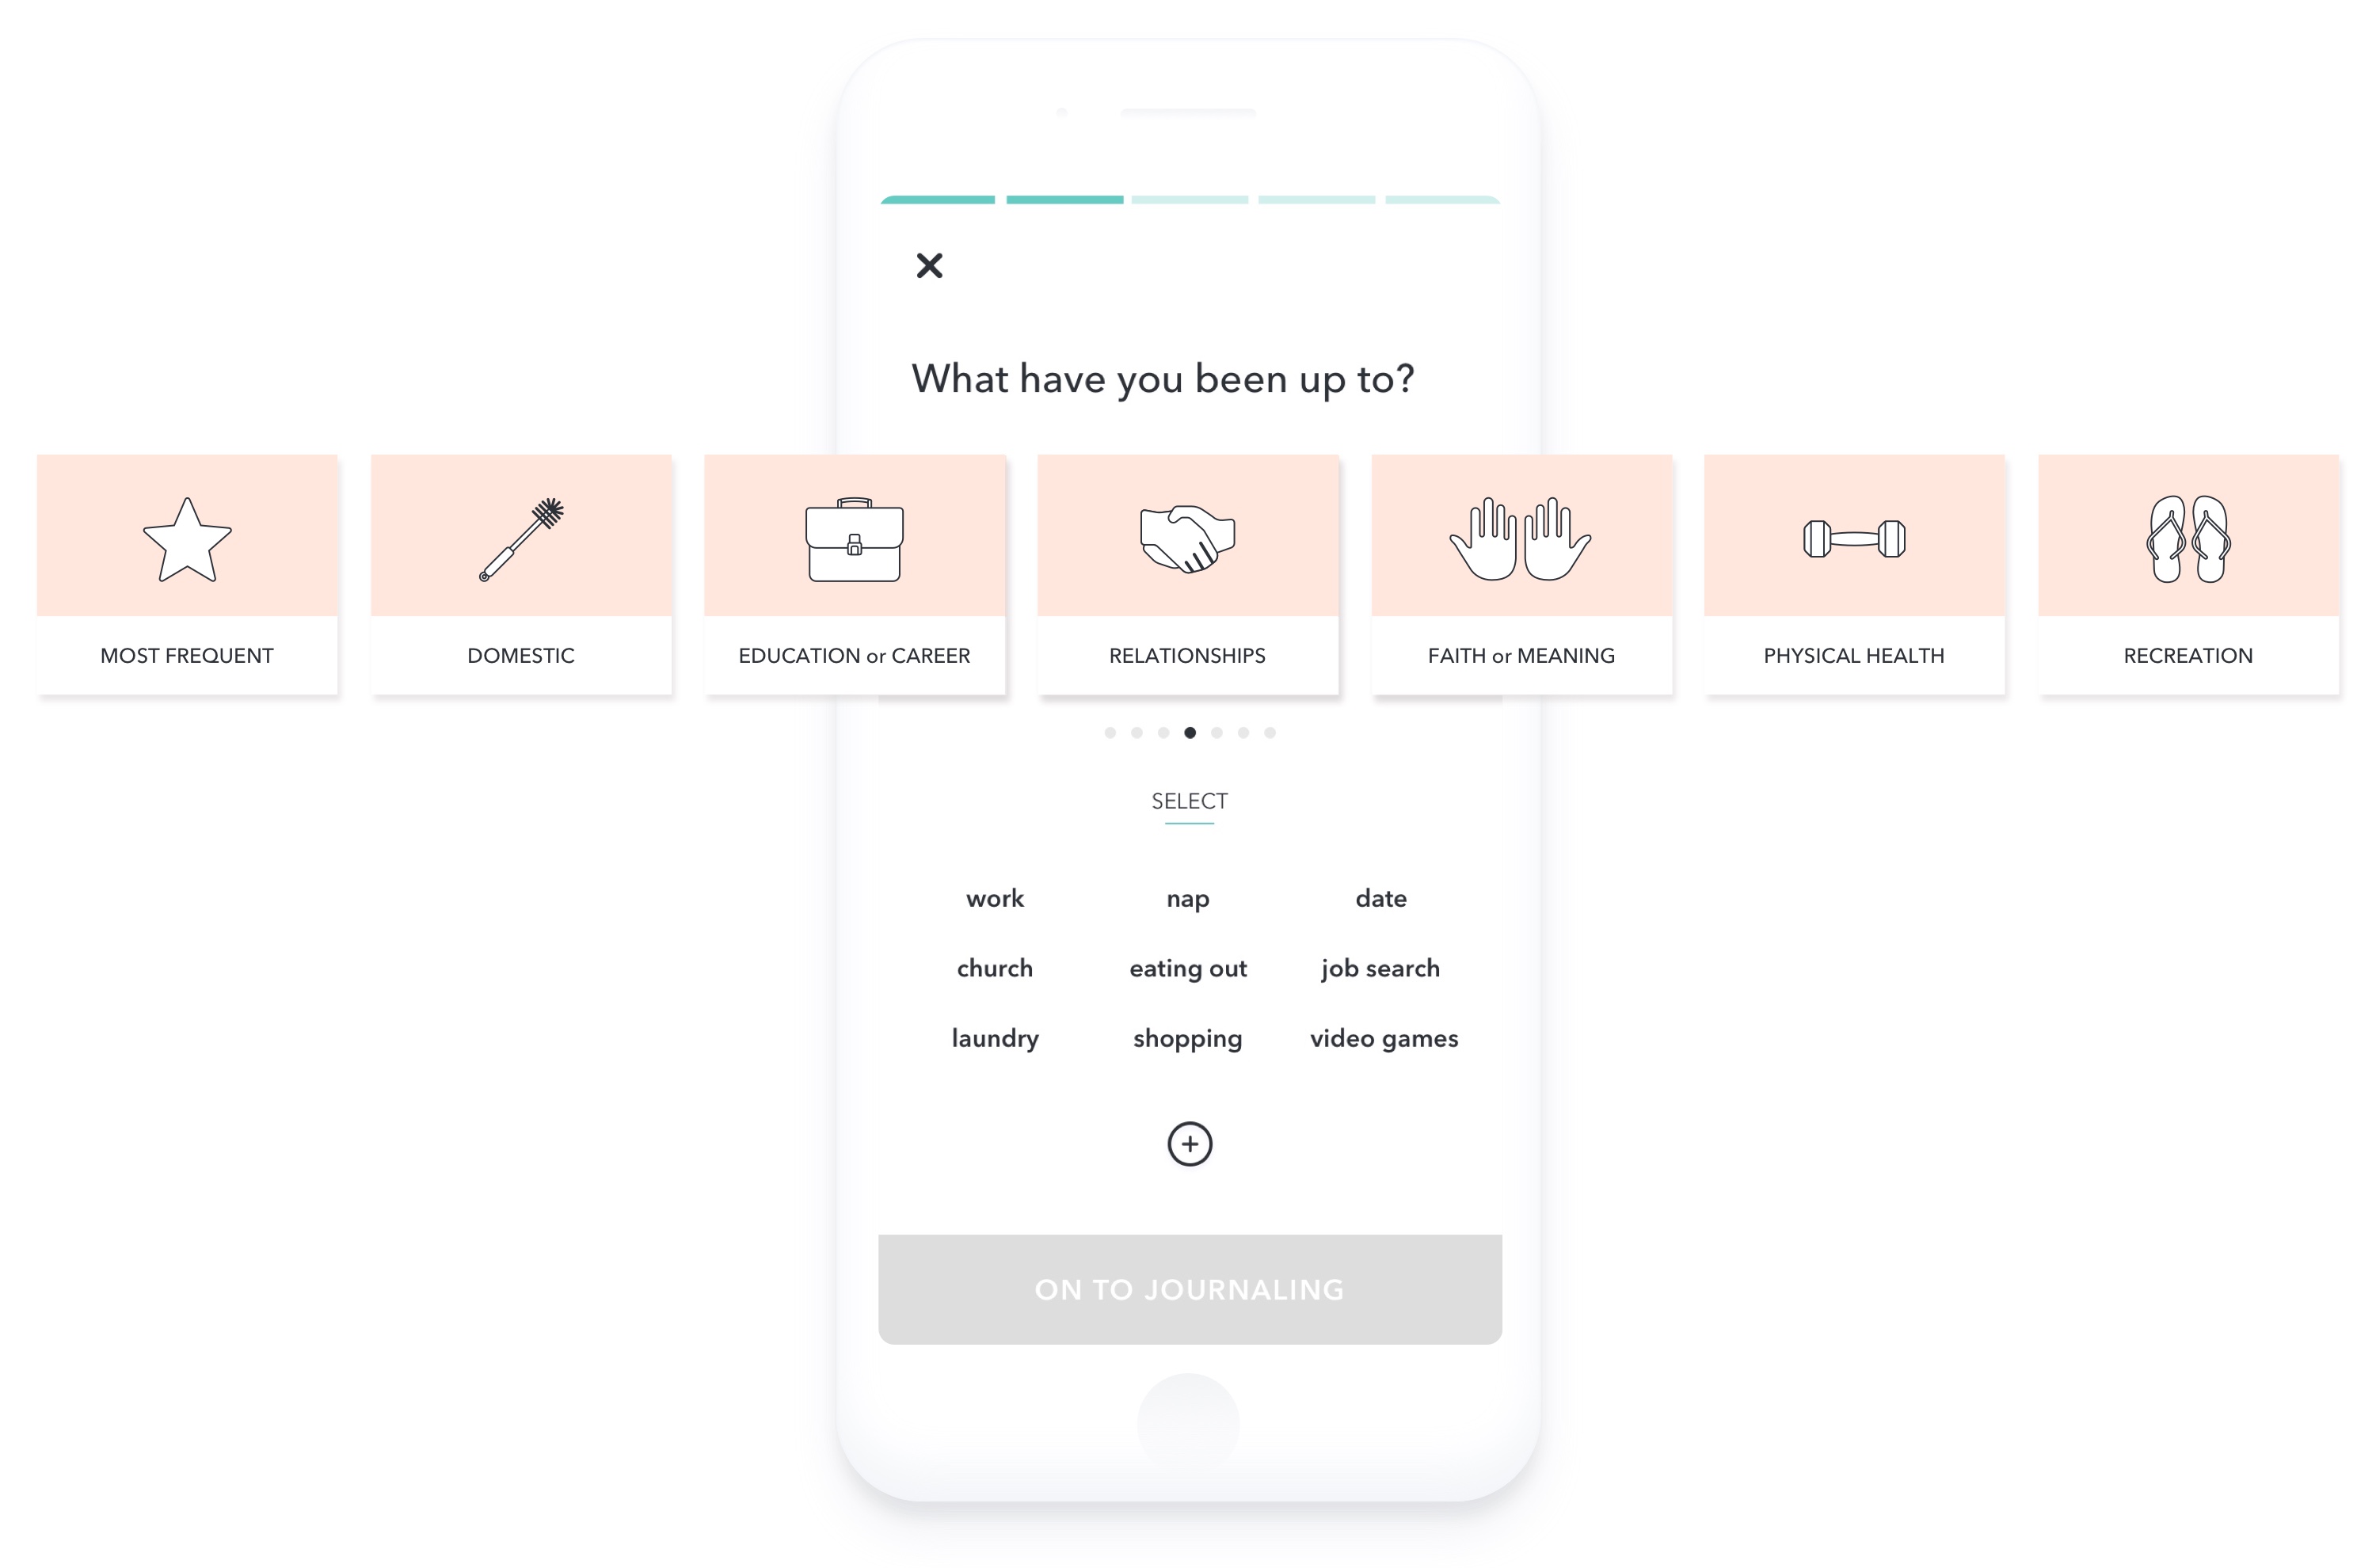 What have you been up to?
MOST FREQUENT
DOMESTIC
EDUCATION or CAREER
RELATIONSHIPS
FAITH or MEANING
PHYSICAL HEALTH
RECREATION
SELECT
work nap date
church eating out job search
laundry shopping video games
ON TO JOURNALING